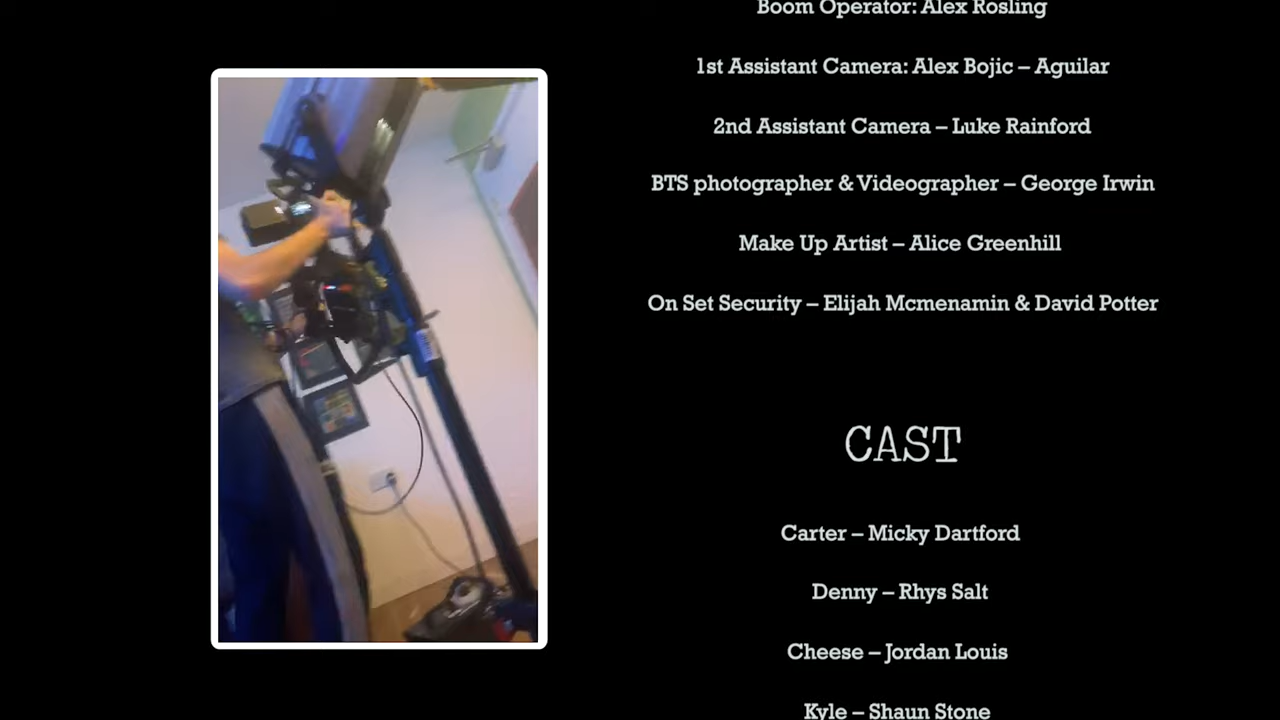 Boom Operator: Alex Rosling
1st Assistant Camera: Alex Bojic – Aguilar
2nd Assistant Camera – Luke Rainford
BTS photographer & Videographer – George Irwin
Make Up Artist – Alice Greenhill
On Set Security – Elijah Mcmenamin & David Potter
CAST
Carter – Micky Dartford
Denny – Rhys Salt
Cheese – Jordan Louis
Kyle – Shaun Stone